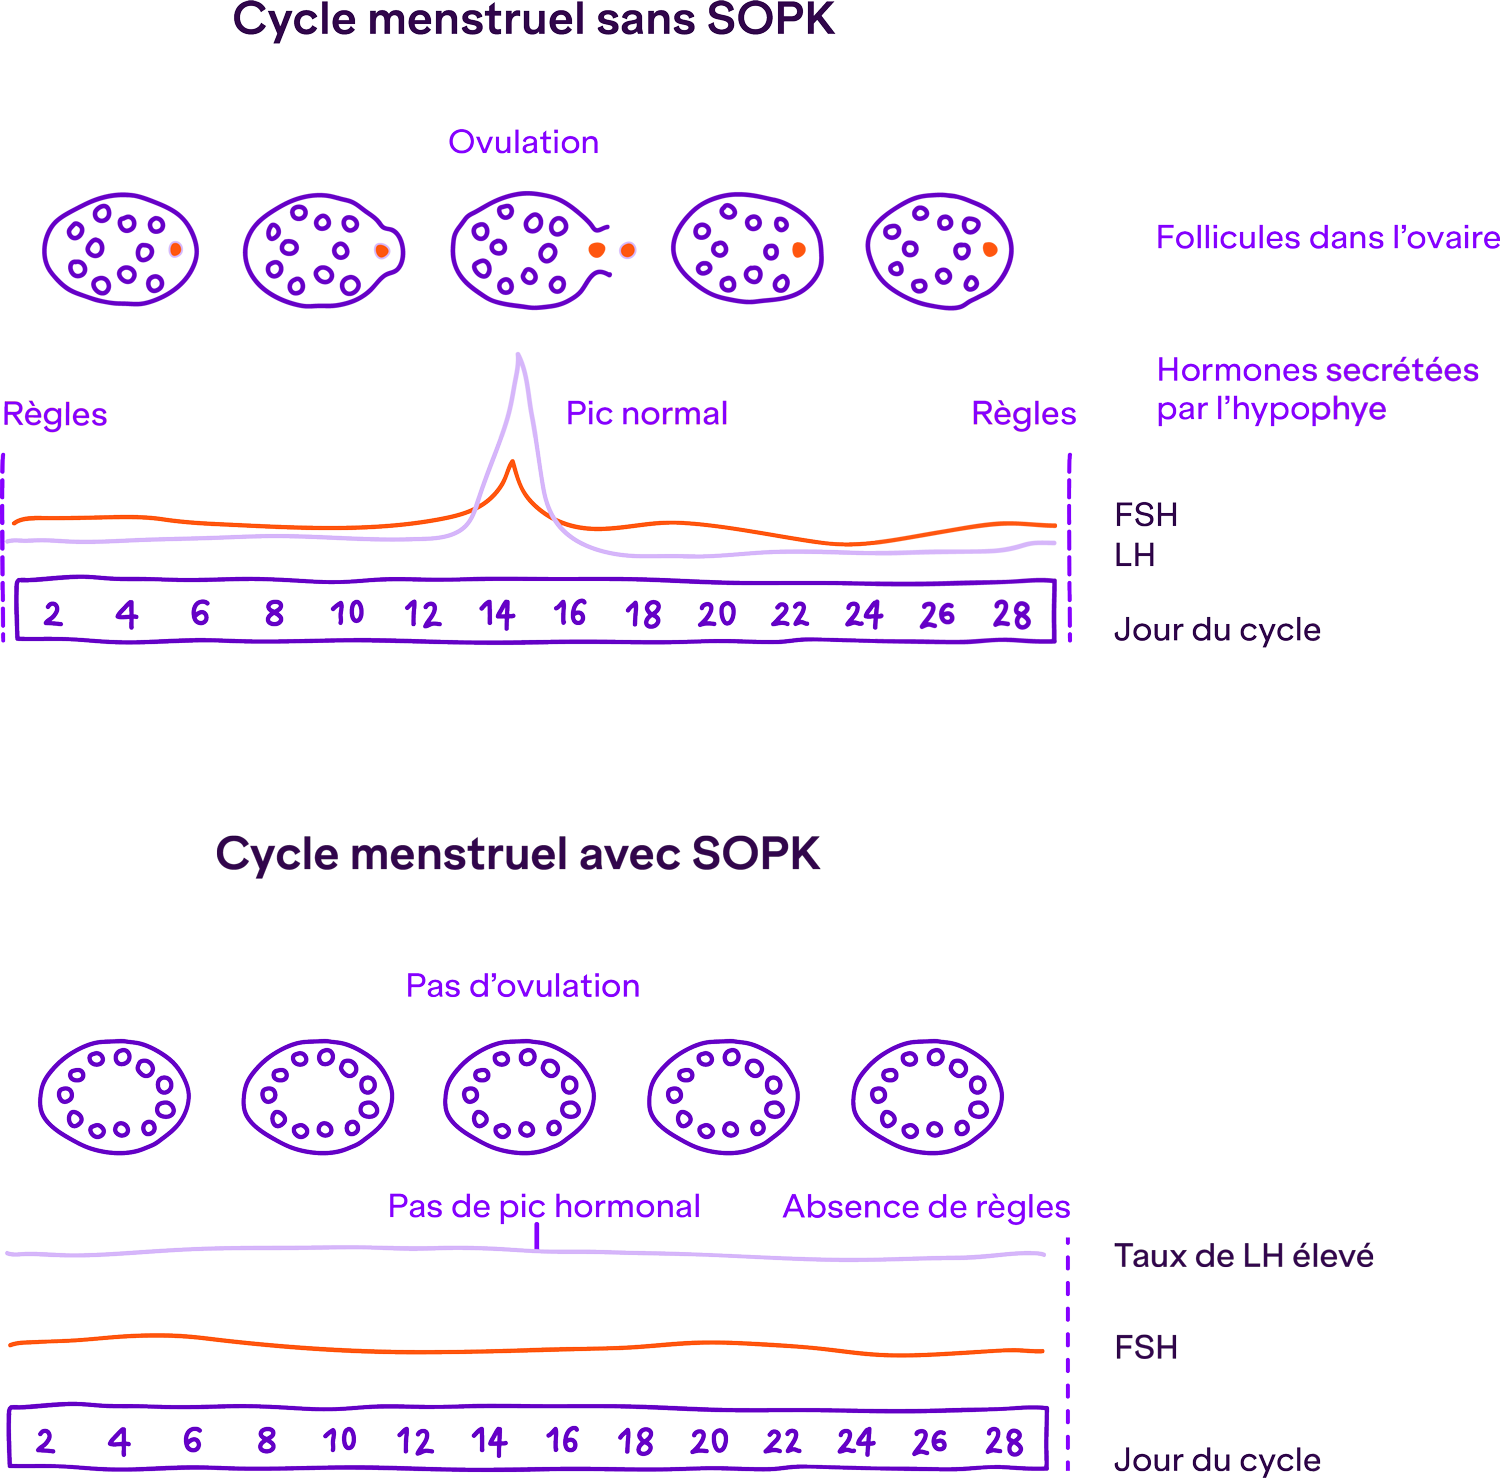 Cycle menstruel sans SOPK
Ovulation
Follicules dans l’ovaire
Hormones secrétées
par l’hypophye
Règles
Pic normal
Règles
FSH
LH
2 4 6 8 10 12 14 16 18 20 22 24 26 28
Jour du cycle
Cycle menstruel avec SOPK
Pas d’ovulation
Pas de pic hormonal
Absence de règles
Taux de LH élevé
FSH
2 4 6 8 10 12 14 16 18 20 22 24 26 28
Jour du cycle